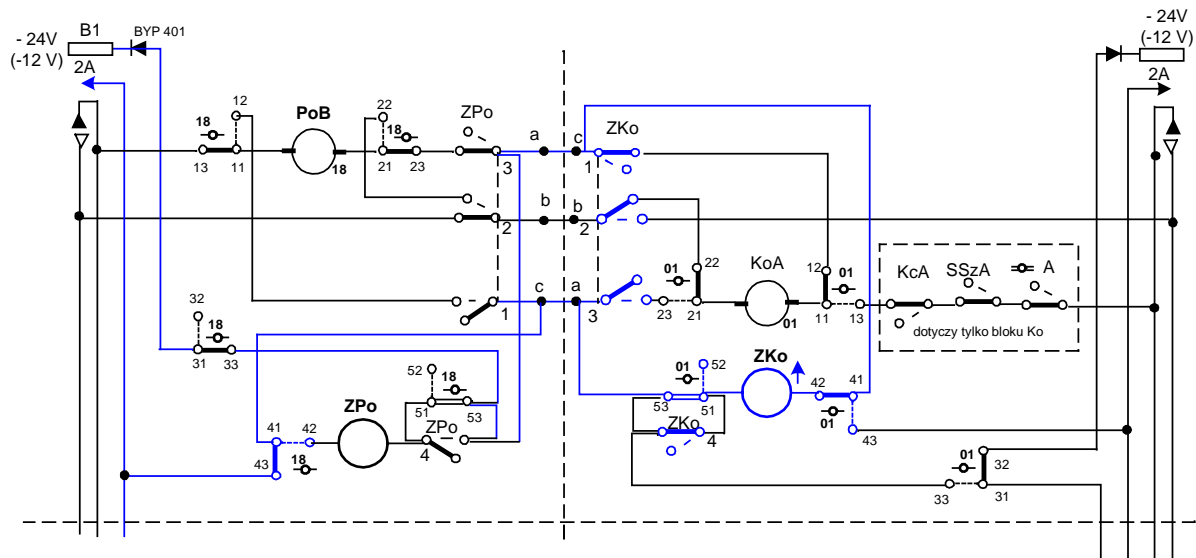 - 24V
(-12 V)
B1
BYP 401
2A
- 24V
(-12 V)
2A
12
18
13
11
PoB
18
22
18
21
23
ZPo
3
a
c
1
ZKo
2
b
b
2
1
c
a
3
01
22
23
21
KoA
01
12
01
11
13
KcA
SSzA
A
dotyczy tylko bloku Ko
32
18
31
33
52
18
51
53
ZPo
4
ZPo
41
42
43
18
01
52
53
51
ZKo
4
ZKo
42
41
01
43
01
32
33
31